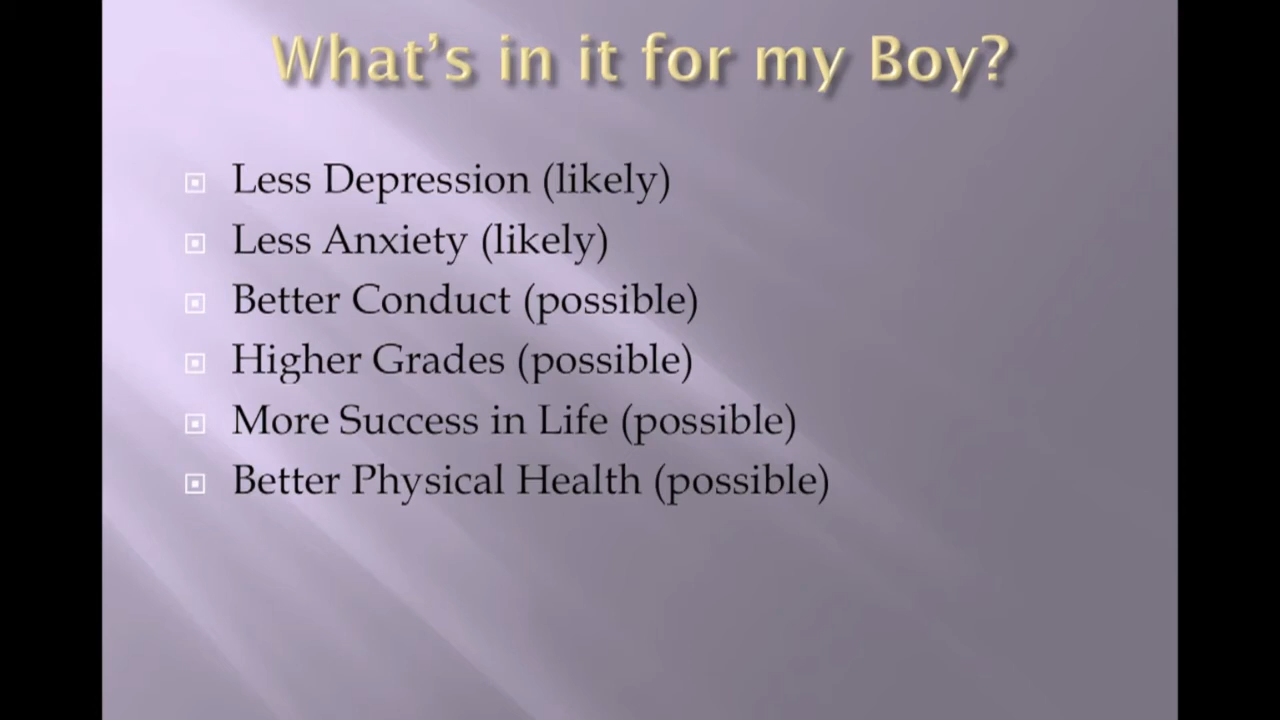 What’s in it for my Boy?
Less Depression (likely)
Less Anxiety (likely)
Better Conduct (possible)
Higher Grades (possible)
More Success in Life (possible)
Better Physical Health (possible)